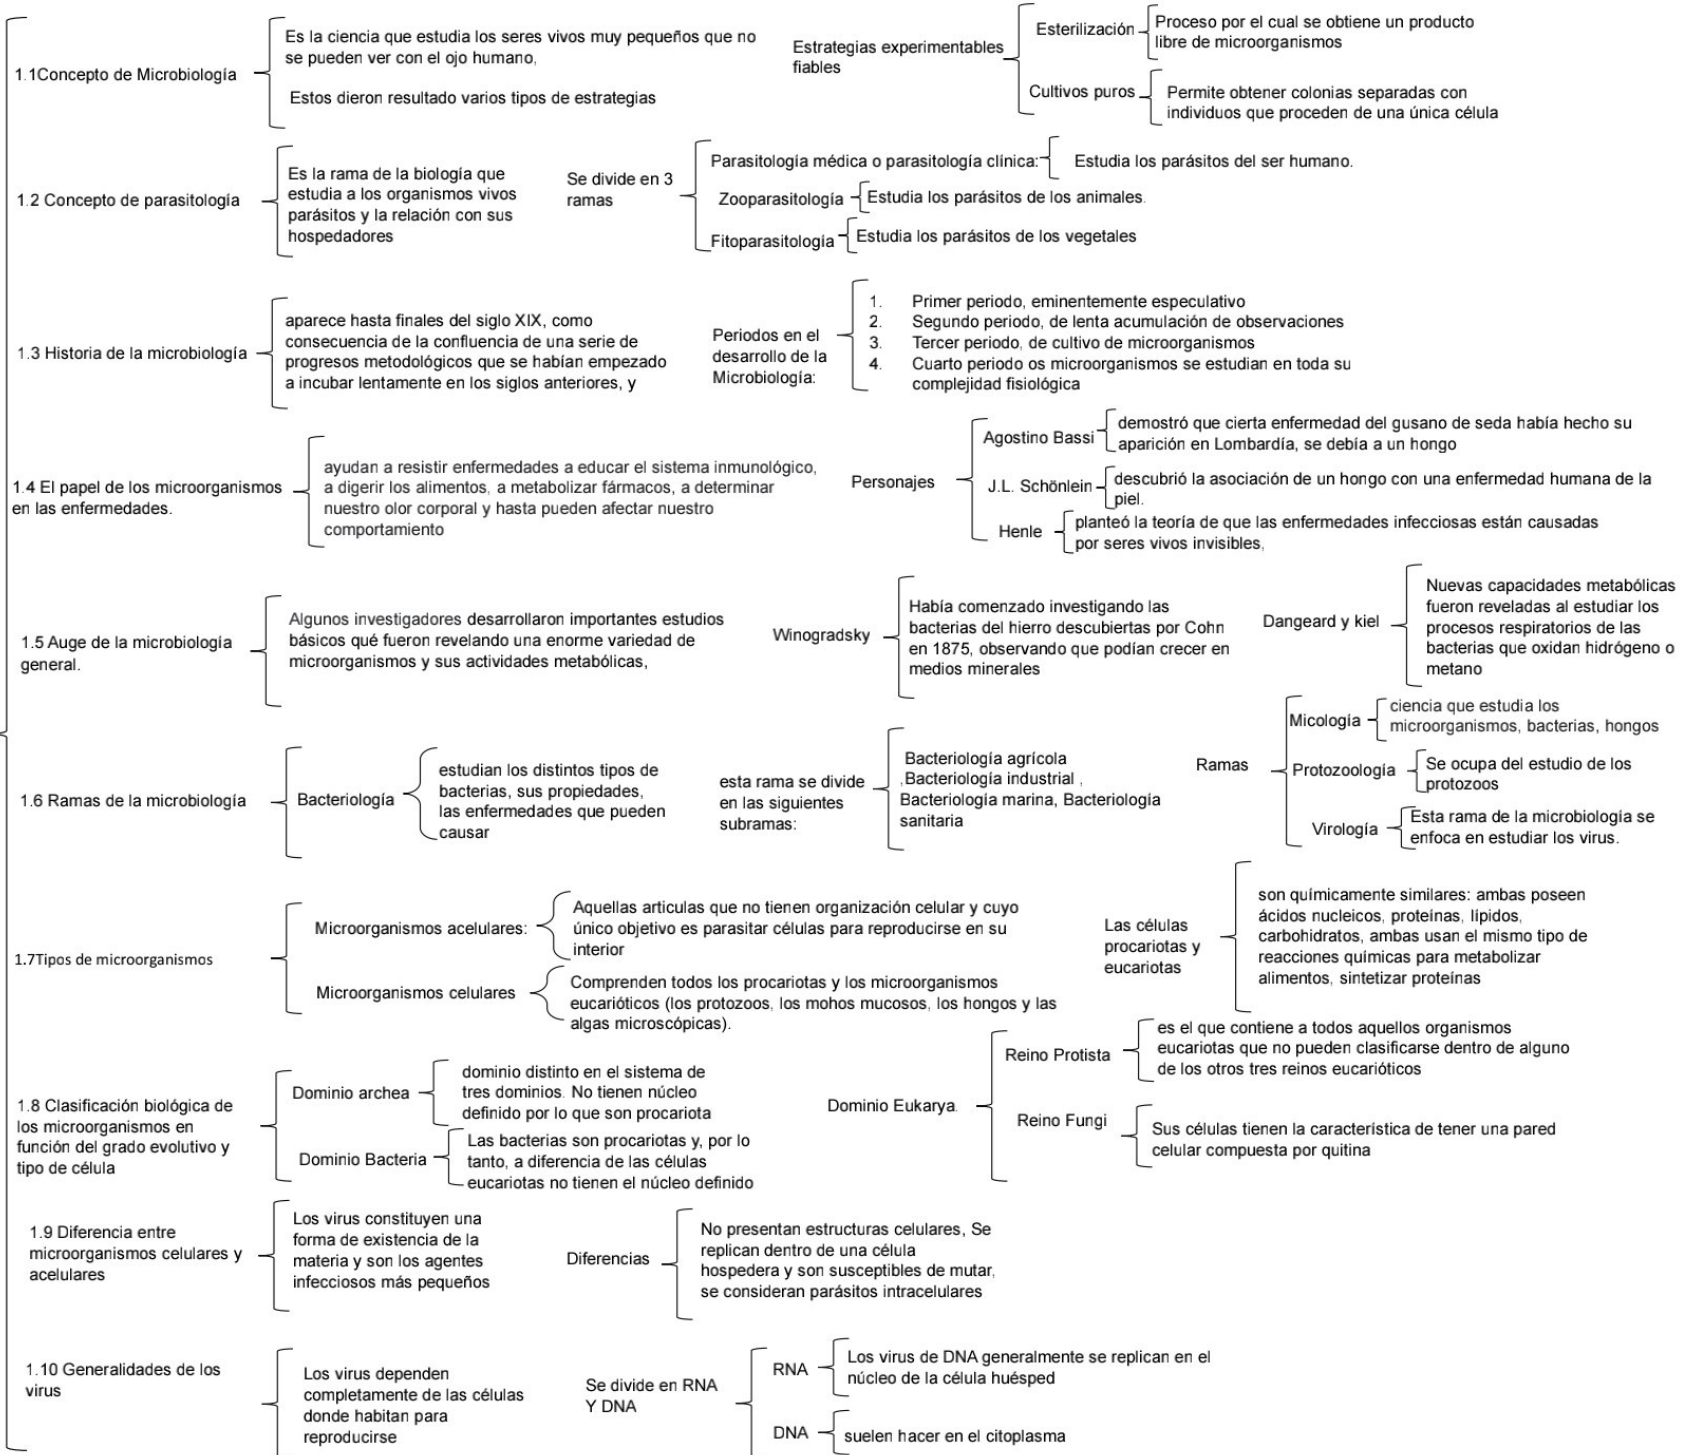 1.1Concepto de Microbiología
Es la ciencia que estudia los seres vivos muy pequeños que no
se pueden ver con el ojo humano,
Estos dieron resultado varios tipos de estrategias
Estrategias experimentables
fiables
Esterilización
Proceso por el cual se obtiene un producto
libre de microorganismos
Cultivos puros
Permite obtener colonias separadas con
individuos que proceden de una única célula
1.2 Concepto de parasitología
Es la rama de la biología que
estudia a los organismos vivos
parásitos y la relación con sus
hospedadores
Se divide en 3
ramas
Parasitología médica o parasitología clínica:
Estudia los parásitos del ser humano.
Zooparasitología
Estudia los parásitos de los animales.
Fitoparasitología
Estudia los parásitos de los vegetales
1.3 Historia de la microbiología
aparece hasta finales del siglo XIX, como
consecuencia de la confluencia de una serie de
progresos metodológicos que se habían empezado
a incubar lentamente en los siglos anteriores, y
Periodos en el
desarrollo de la
Microbiología:
1. Primer periodo, eminentemente especulativo
2. Segundo periodo, de lenta acumulación de observaciones
3. Tercer periodo, de cultivo de microorganismos
4. Cuarto periodo os microorganismos se estudian en toda su
complejidad fisiológica
1.4 El papel de los microorganismos
en las enfermedades.
ayudan a resistir enfermedades a educar el sistema inmunológico,
a digerir los alimentos, a metabolizar fármacos, a determinar
nuestro olor corporal y hasta pueden afectar nuestro
comportamiento
Personajes
Agostino Bassi
demostró que cierta enfermedad del gusano de seda había hecho su
aparición en Lombardía, se debía a un hongo
J.L. Schönlein
descubrió la asociación de un hongo con una enfermedad humana de la
piel.
Henle
planteó la teoría de que las enfermedades infecciosas están causadas
por seres vivos invisibles,
1.5 Auge de la microbiología
general.
Algunos investigadores desarrollaron importantes estudios
básicos qué fueron revelando una enorme variedad de
microorganismos y sus actividades metabólicas,
Winogradsky
Había comenzado investigando las
bacterias del hierro descubiertas por Cohn
en 1875, observando que podían crecer en
medios minerales
Dangeard y kiel
Nuevas capacidades metabólicas
fueron reveladas al estudiar los
procesos respiratorios de las
bacterias que oxidan hidrógeno o
metano
1.6 Ramas de la microbiología
Bacteriología
estudian los distintos tipos de
bacterias, sus propiedades,
las enfermedades que pueden
causar
esta rama se divide
en las siguientes
subramas:
Bacteriología agrícola
,Bacteriología industrial ,
Bacteriología marina, Bacteriología
sanitaria
Ramas
Micología
ciencia que estudia los
microorganismos, bacterias, hongos
Protozoología
Se ocupa del estudio de los
protozoos
Virología
Esta rama de la microbiología se
enfoca en estudiar los virus.
1.7Tipos de microorganismos
Microorganismos acelulares:
Aquellas articulas que no tienen organización celular y cuyo
único objetivo es parasitar células para reproducirse en su
interior
Microorganismos celulares
Comprenden todos los procariotas y los microorganismos
eucarióticos (los protozoos, los mohos mucosos, los hongos y las
algas microscópicas).
Las células
procariotas y
eucariotas
son químicamente similares: ambas poseen
ácidos nucleicos, proteínas, lípidos,
carbohidratos, ambas usan el mismo tipo de
reacciones químicas para metabolizar
alimentos, sintetizar proteínas
1.8 Clasificación biológica de
los microorganismos en
función del grado evolutivo y
tipo de célula
Dominio archea
dominio distinto en el sistema de
tres dominios. No tienen núcleo
definido por lo que son procariota
Dominio Bacteria
Las bacterias son procariotas y, por lo
tanto, a diferencia de las células
eucariotas no tienen el núcleo definido
Dominio Eukarya.
Reino Protista
es el que contiene a todos aquellos organismos
eucariotas que no pueden clasificarse dentro de alguno
de los otros tres reinos eucarióticos
Reino Fungi
Sus células tienen la característica de tener una pared
celular compuesta por quitina
1.9 Diferencia entre
microorganismos celulares y
acelulares
Los virus constituyen una
forma de existencia de la
materia y son los agentes
infecciosos más pequeños
Diferencias
No presentan estructuras celulares, Se
replican dentro de una célula
hospedera y son susceptibles de mutar,
se consideran parásitos intracelulares
1.10 Generalidades de los
virus
Los virus dependen
completamente de las células
donde habitan para
reproducirse
Se divide en RNA
Y DNA
RNA
Los virus de DNA generalmente se replican en el
núcleo de la célula huésped
DNA
suelen hacer en el citoplasma